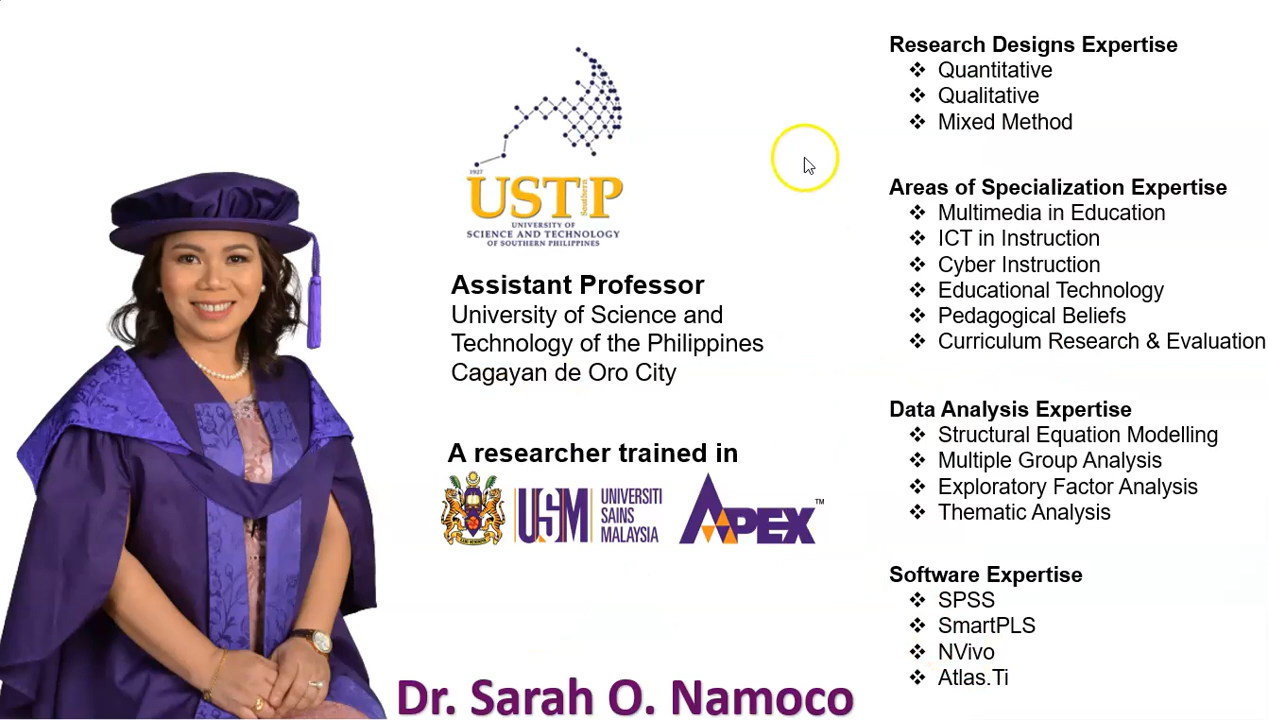 1927
USTP
Southern
UNIVERSITY OF
SCIENCE AND TECHNOLOGY
OF SOUTHERN PHILIPPINES
Assistant Professor
University of Science and
Technology of the Philippines
Cagayan de Oro City
A researcher trained in
USM
UNIVERSITI
SAINS
MALAYSIA
APEX™
Dr. Sarah O. Namoco
Research Designs Expertise
❖ Quantitative
❖ Qualitative
❖ Mixed Method
Areas of Specialization Expertise
❖ Multimedia in Education
❖ ICT in Instruction
❖ Cyber Instruction
❖ Educational Technology
❖ Pedagogical Beliefs
❖ Curriculum Research & Evaluation
Data Analysis Expertise
❖ Structural Equation Modelling
❖ Multiple Group Analysis
❖ Exploratory Factor Analysis
❖ Thematic Analysis
Software Expertise
❖ SPSS
❖ SmartPLS
❖ NVivo
❖ Atlas.Ti